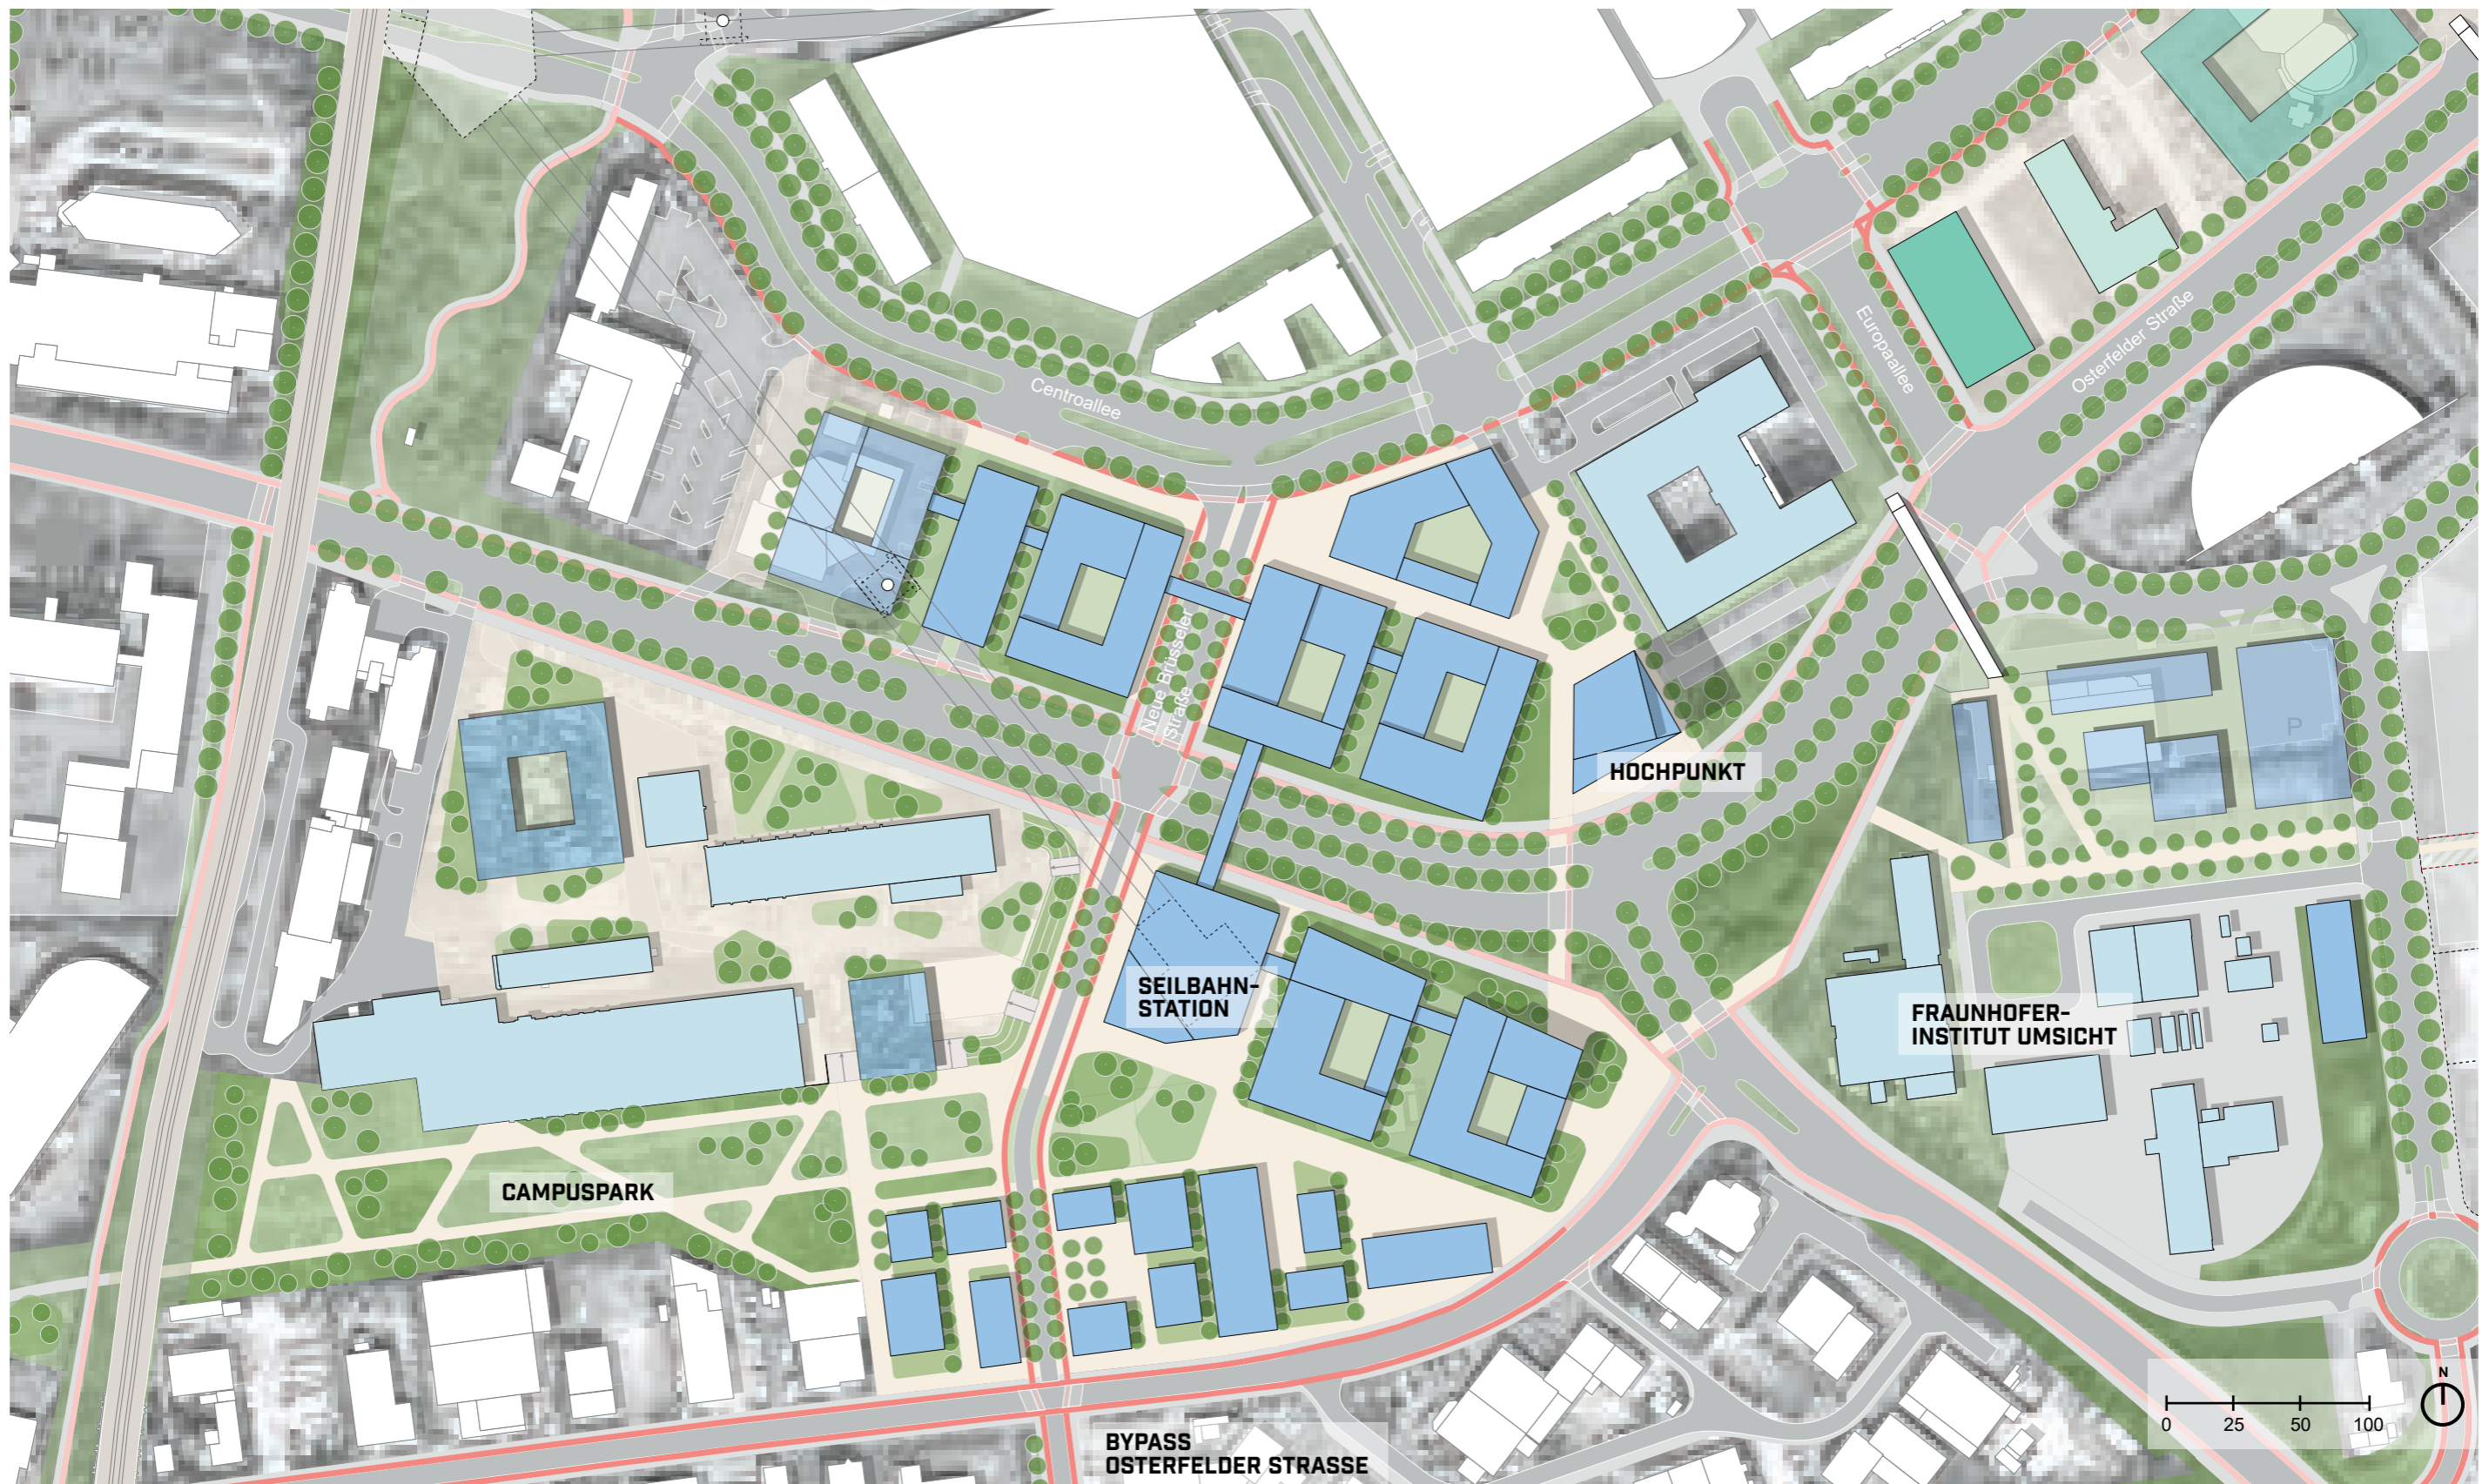 Centroallee
Europaallee
Osterfelder Straße
Neue Brüsseler
Straße
P
HOCHPUNKT
SEILBAHN-
STATION
FRAUNHOFER-
INSTITUT UMSICHT
CAMPUSPARK
BYPASS
OSTERFELDER STRASSE
N
0 25 50 100